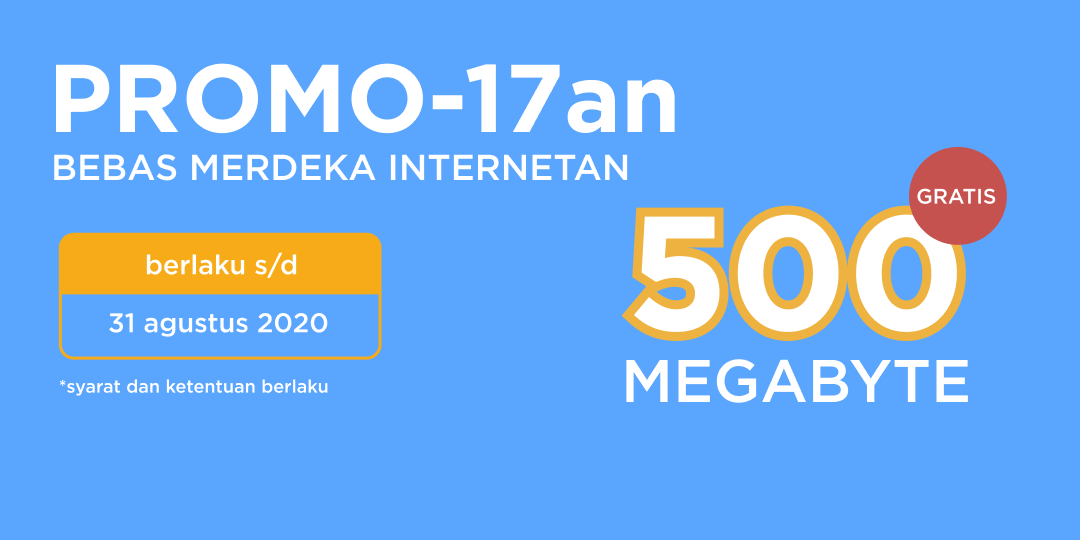 PROMO-17an
BEBAS MERDEKA INTERNETAN
berlaku s/d
31 agustus 2020
*syarat dan ketentuan berlaku
GRATIS
500
MEGABYTE